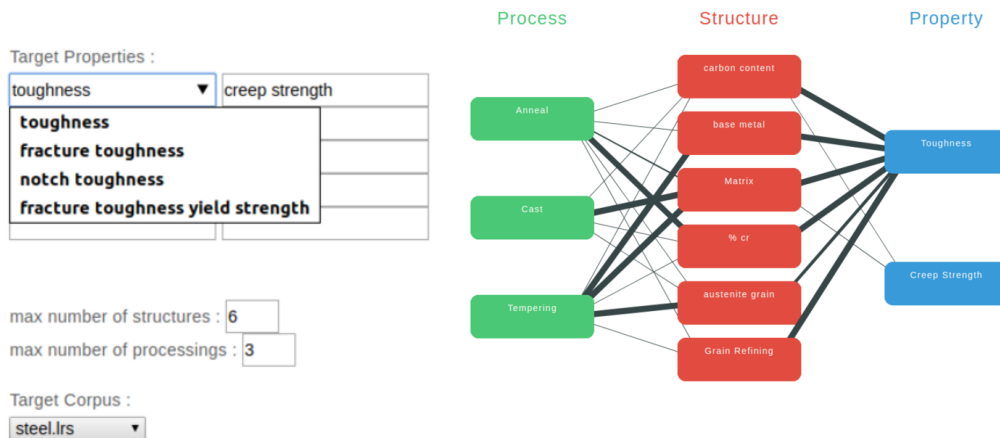 Target Properties :
toughness
creep strength
toughness
fracture toughness
notch toughness
fracture toughness yield strength
max number of structures : 6
max number of processings : 3
Target Corpus :
steel.lrs
Process
Structure
Property
Anneal
Cast
Tempering
carbon content
base metal
Matrix
% cr
austenite grain
Grain Refining
Toughness
Creep Strength